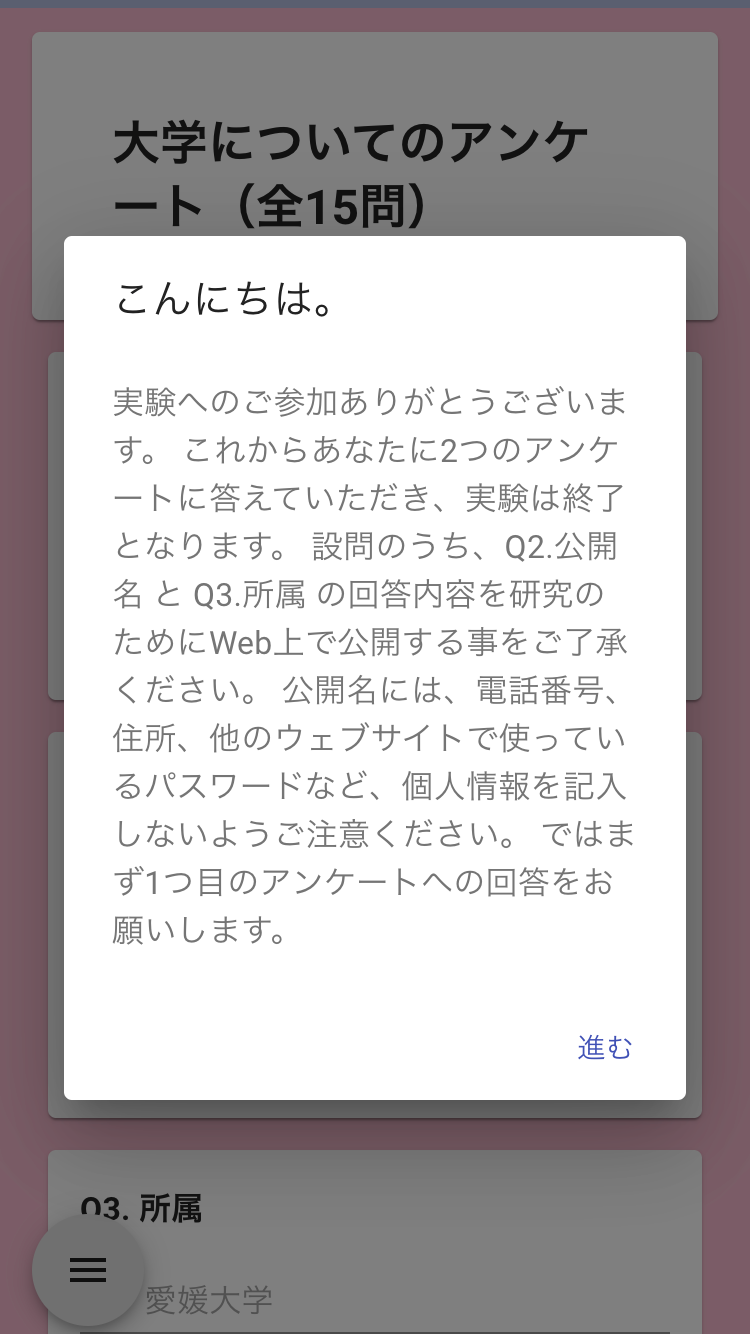 大学についてのアンケ
ート（全15問）
こんにちは。
実験へのご参加ありがとうございま
す。 これからあなたに2つのアンケ
ートに答えていただき、実験は終了
となります。 設問のうち、Q2.公開
名 と Q3.所属 の回答内容を研究の
ためにWeb上で公開する事をご了承
ください。 公開名には、電話番号、
住所、他のウェブサイトで使ってい
るパスワードなど、個人情報を記入
しないようご注意ください。 ではま
ず1つ目のアンケートへの回答をお
願いします。
進む
Q3. 所属
愛媛大学